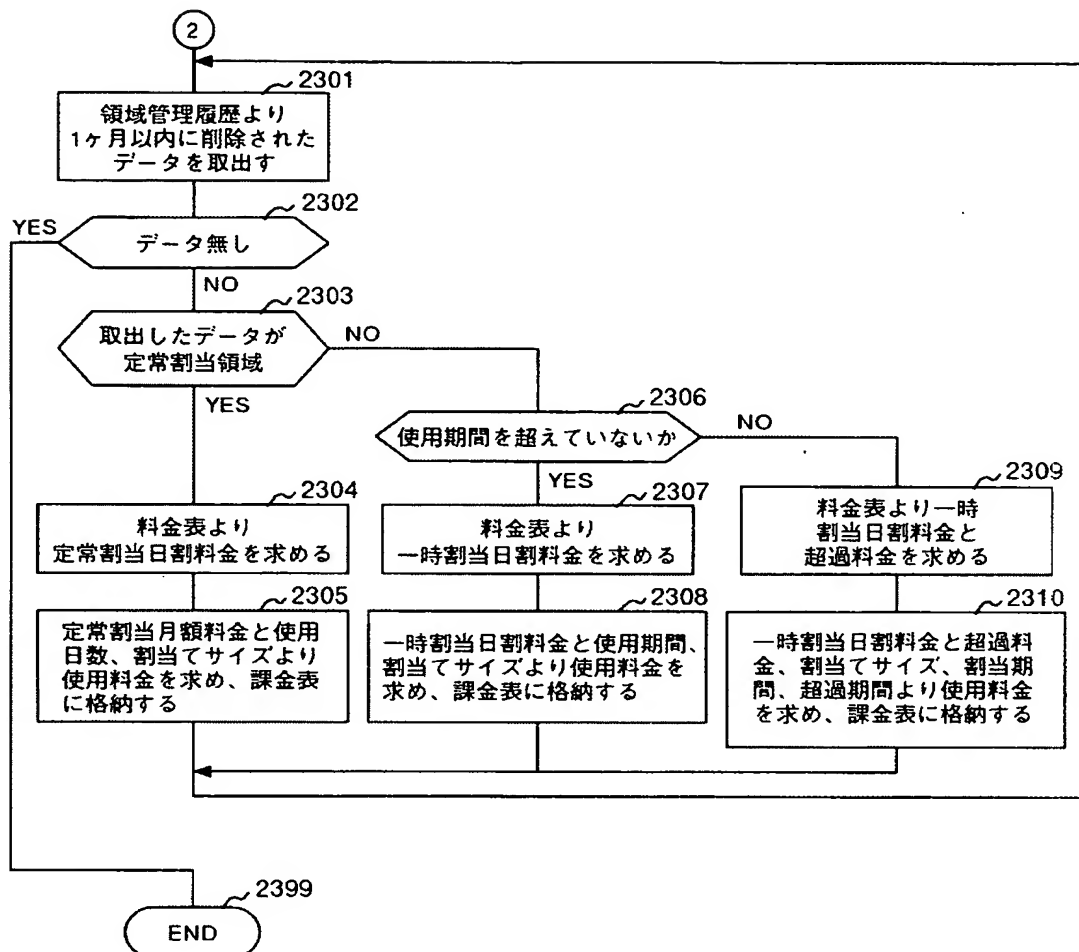 2
2301
領域管理履歴より
1ヶ月以内に削除された
データを取出す
2302
YES
データ無し
NO
2303
取出したデータが
定常割当領域
NO
YES
2306
使用期間を超えていないか
NO
YES
2304
料金表より
定常割当日割料金を求める
2307
料金表より
一時割当日割料金を求める
2309
料金表より一時
割当日割料金と
超過料金を求める
2305
定常割当月額料金と使用
日数、割当てサイズより
使用料金を求め、課金表
に格納する
2308
一時割当日割料金と使用期間、
割当てサイズより使用料金を
求め、課金表に格納する
2310
一時割当日割料金と超過料
金、割当てサイズ、割当期
間、超過期間より使用料金
を求め、課金表に格納する
2399
END